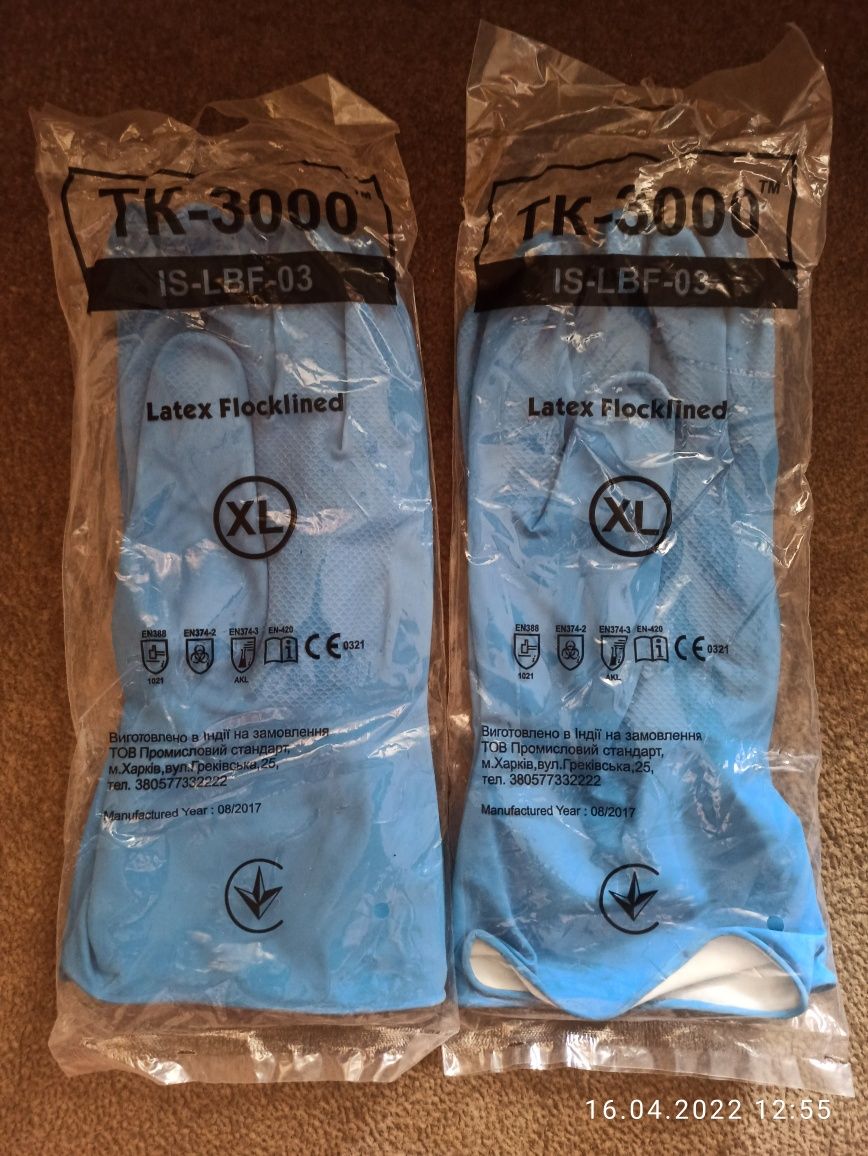 TK-3000™
IS-LBF-03
Latex Flocklined
XL
EN388
EN374-2
EN374-3
EN-420
1021
AKL
CE 0321
Виготовлено в Індії на замовлення
ТОВ Промисловий стандарт,
м.Харків,вул.Греківська,25,
тел. 380577332222
Manufactured Year : 08/2017
TK-3000™
IS-LBF-03
Latex Flocklined
XL
EN388
EN374-2
EN374-3
EN-420
1021
AKL
CE 0321
Виготовлено в Індії на замовлення
ТОВ Промисловий стандарт,
м.Харків,вул.Греківська,25,
тел. 380577332222
Manufactured Year : 08/2017
16.04.2022 12:55